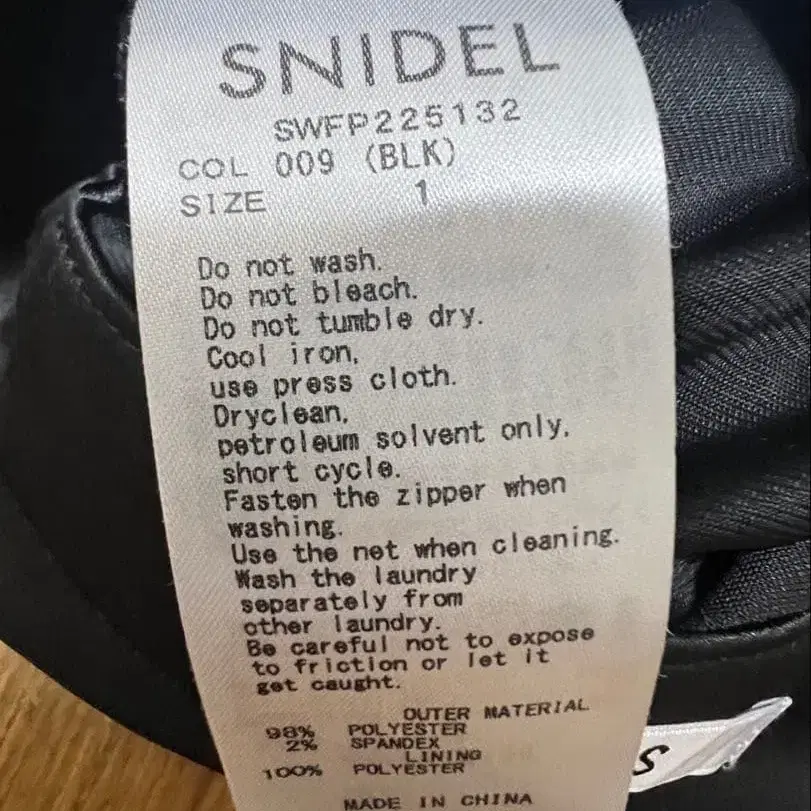 SNIDEL
SWFP225132
COL 009 (BLK)
SIZE 1
Do not wash.
Do not bleach.
Do not tumble dry.
Cool iron,
use press cloth.
Dryclean,
petroleum solvent only,
short cycle.
Fasten the zipper when
washing.
Use the net when cleaning.
Wash the laundry
separately from
other laundry.
Be careful not to expose
to friction or let it
get caught.
OUTER MATERIAL
98% POLYESTER
2% SPANDEX
LINING
100% POLYESTER
MADE IN CHINA
S